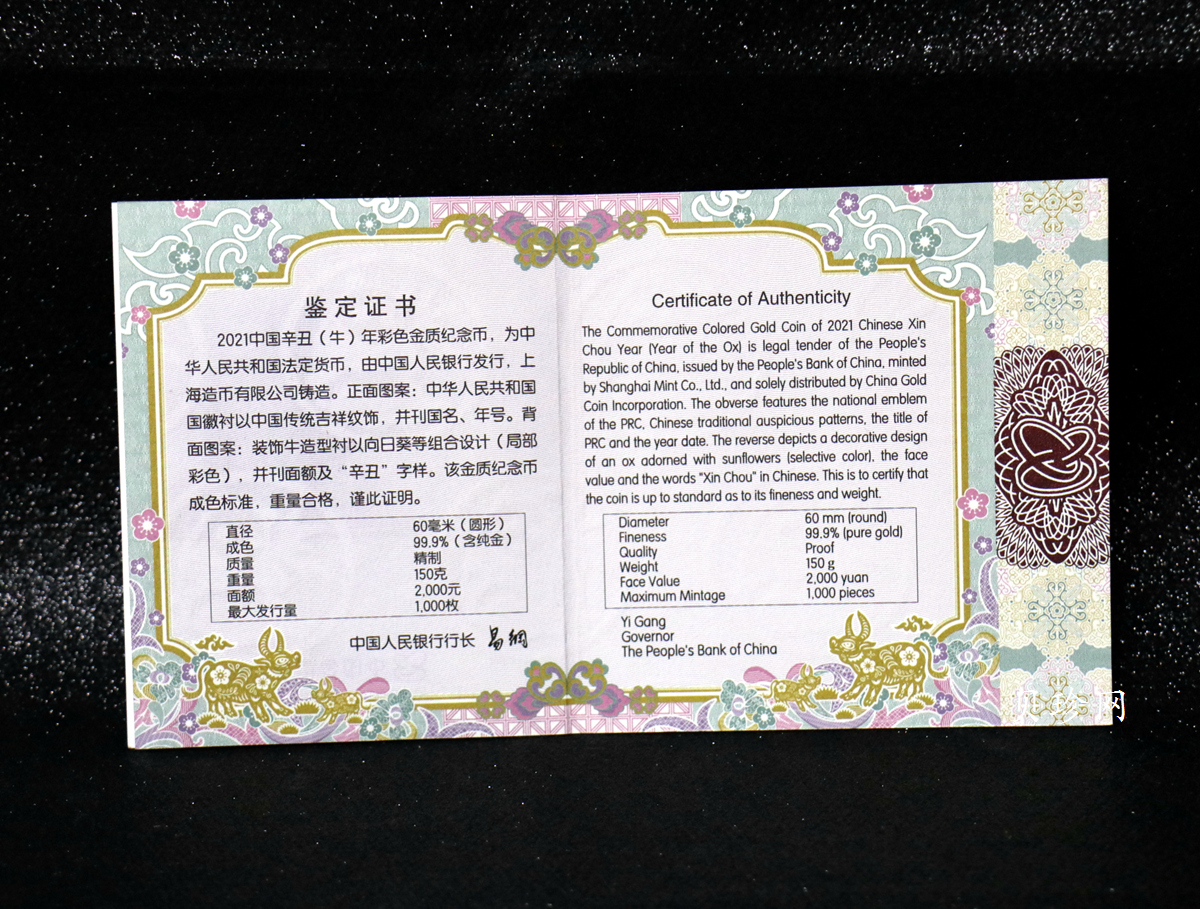 鉴定证书
2021中国辛丑（牛）年彩色金质纪念币，为中
华人民共和国法定货币，由中国人民银行发行，上
海造币有限公司铸造。正面图案：中华人民共和国
国徽衬以中国传统吉祥纹饰，并刊国名、年号。背
面图案：装饰牛造型衬以向日葵等组合设计（局部
彩色），并刊面额及“辛丑”字样。该金质纪念币
成色标准，重量合格，谨此证明。
直径 60毫米（圆形）
成色 99.9%（含纯金）
质量 精制
重量 150克
面额 2,000元
最大发行量 1,000枚
中国人民银行行长 易纲
Certificate of Authenticity
The Commemorative Colored Gold Coin of 2021 Chinese Xin
Chou Year (Year of the Ox) is legal tender of the People's
Republic of China, issued by the People's Bank of China, minted
by Shanghai Mint Co., Ltd., and solely distributed by China Gold
Coin Incorporation. The obverse features the national emblem
of the PRC, Chinese traditional auspicious patterns, the title of
PRC and the year date. The reverse depicts a decorative design
of an ox adorned with sunflowers (selective color), the face
value and the words "Xin Chou" in Chinese. This is to certify that
the coin is up to standard as to its fineness and weight.
Diameter 60 mm (round)
Fineness 99.9% (pure gold)
Quality Proof
Weight 150 g
Face Value 2,000 yuan
Maximum Mintage 1,000 pieces
Yi Gang
Governor
The People's Bank of China
网